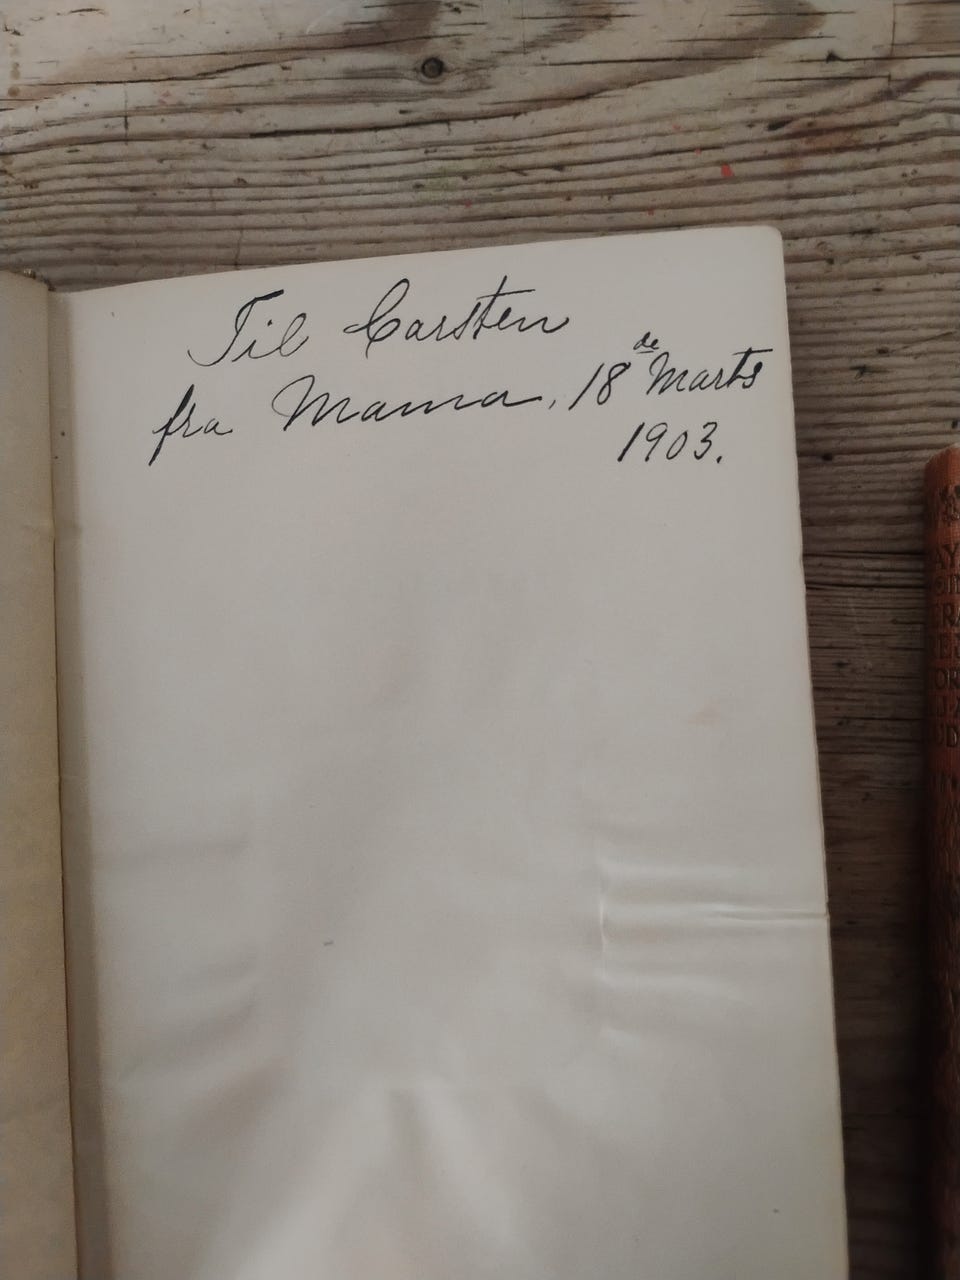 Til Carsten
fra Mama, 18de Marts
1903.